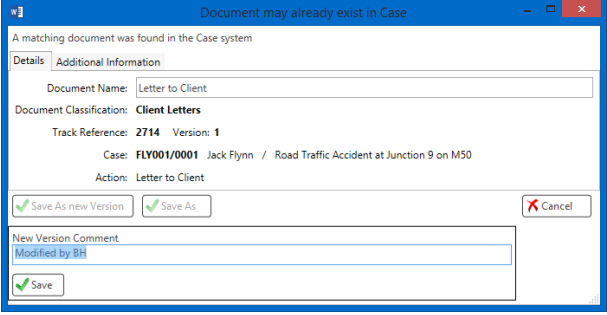 Document may already exist in Case
A matching document was found in the Case system
Details Additional Information
Document Name: Letter to Client
Document Classification: Client Letters
Track Reference: 2714 Version: 1
Case: FLY001/0001 Jack Flynn / Road Traffic Accident at Junction 9 on M50
Action: Letter to Client
Save As new Version Save As Cancel
New Version Comment
Modified by BH
Save